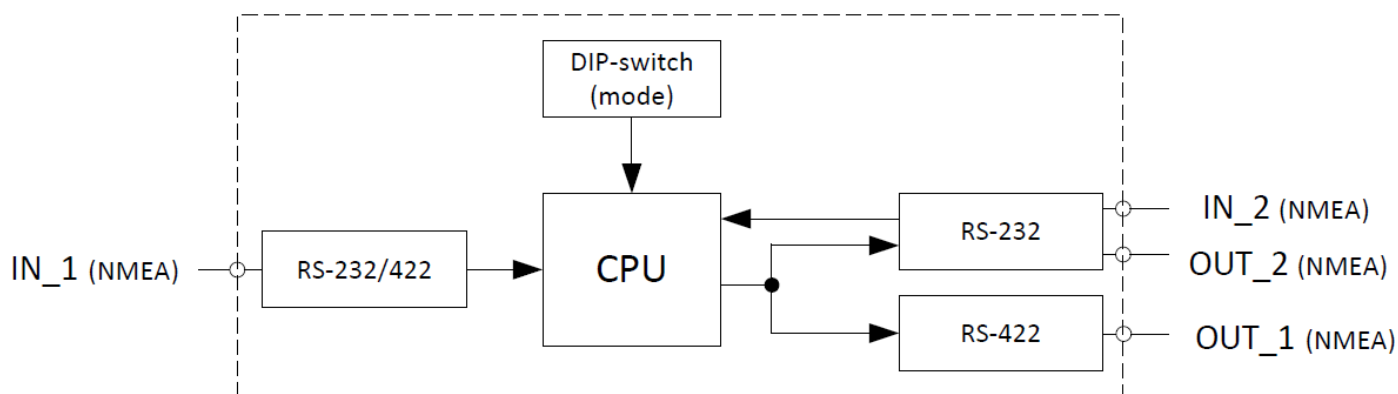 DIP-switch
(mode)
IN_1 (NMEA)
RS-232/422
CPU
RS-232
IN_2 (NMEA)
OUT_2 (NMEA)
RS-422
OUT_1 (NMEA)